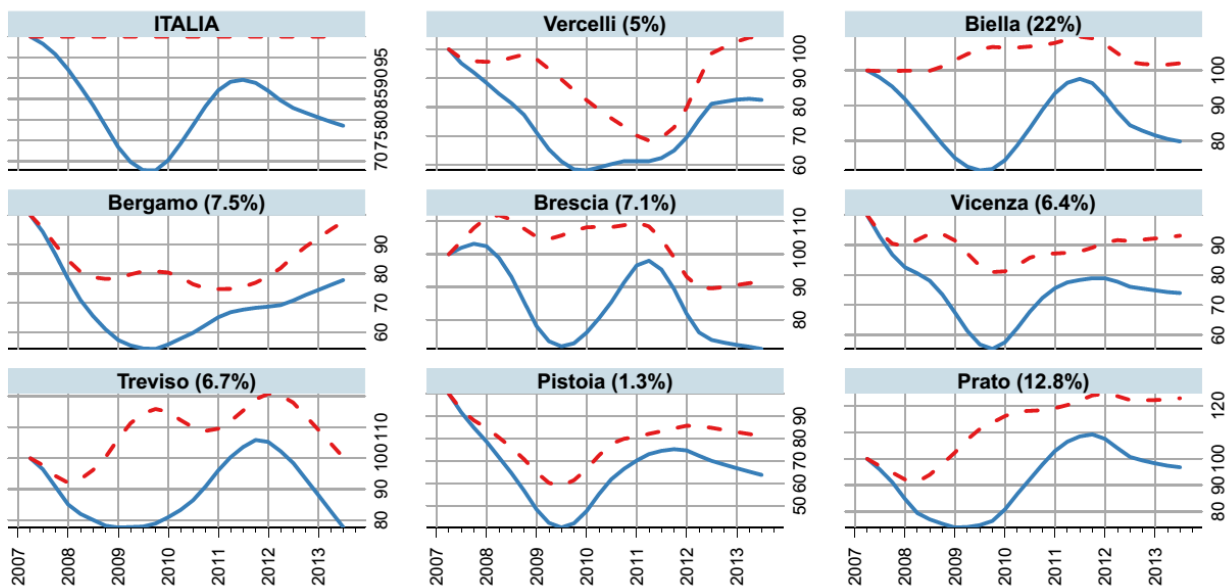 ITALIA
70 75 80 85 90 95
Vercelli (5%)
60 70 80 90 100
Biella (22%)
80 100
Bergamo (7.5%)
60 70 80 90
Brescia (7.1%)
80 90 100 110
Vicenza (6.4%)
60 70 80 90
Treviso (6.7%)
80 90 100 110
Pistoia (1.3%)
50 60 70 80 90
Prato (12.8%)
80 90 100 120
2007 2008 2009 2010 2011 2012 2013
2007 2008 2009 2010 2011 2012 2013
2007 2008 2009 2010 2011 2012 2013